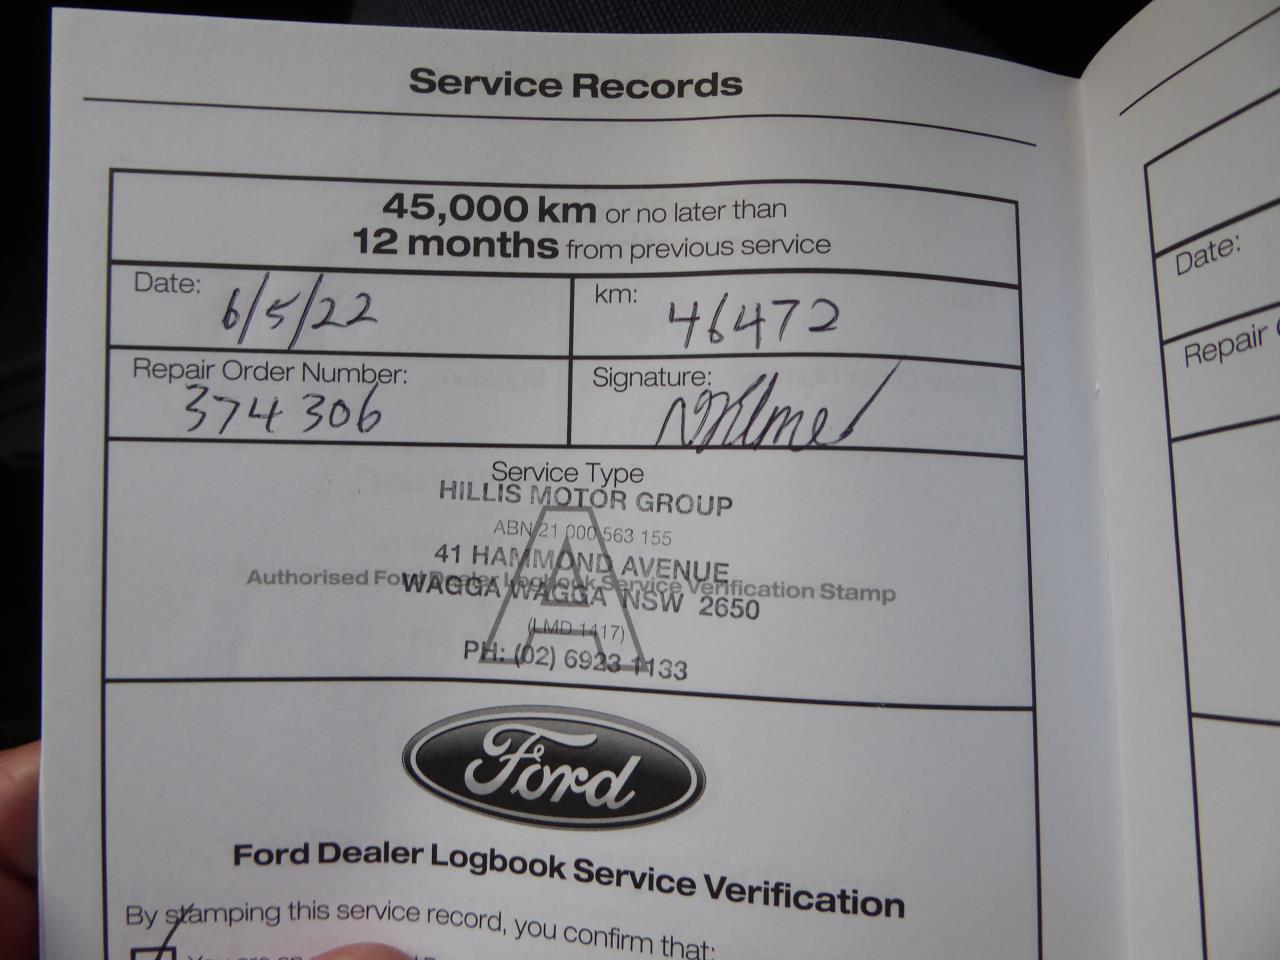 Service Records
45,000 km or no later than
12 months from previous service
Date: 6/5/22
km: 46472
Repair Order Number: 374306
Signature:
Service Type
HILLIS MOTOR GROUP
ABN 21 000 563 155
41 HAMMOND AVENUE
Authorised Ford Dealer Logbook Service Verification Stamp
WAGGA WAGGA NSW 2650
(LMD 1417)
PH: (02) 6923 1133
A
Ford
Ford Dealer Logbook Service Verification
By stamping this service record, you confirm that:
You are an
Date:
Repair